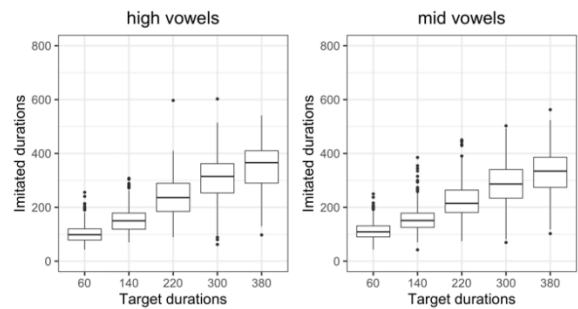 high vowels
800
600
400
200
0
Imitated durations
60 140 220 300 380
Target durations
mid vowels
800
600
400
200
0
Imitated durations
60 140 220 300 380
Target durations